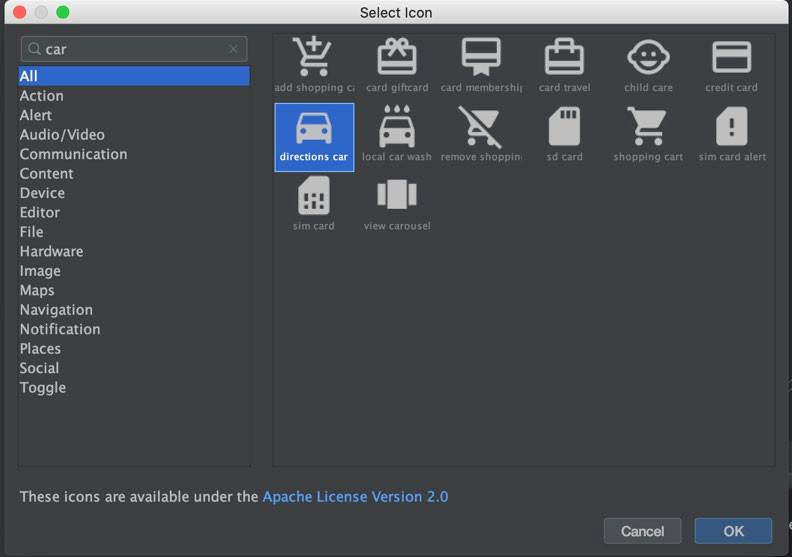 Select Icon
car
All
Action
Alert
Audio/Video
Communication
Content
Device
Editor
File
Hardware
Image
Maps
Navigation
Notification
Places
Social
Toggle
add shopping ca card giftcard card membership card travel child care credit card
directions car local car wash remove shoppin sd card shopping cart sim card alert
sim card view carousel
These icons are available under the Apache License Version 2.0
Cancel OK